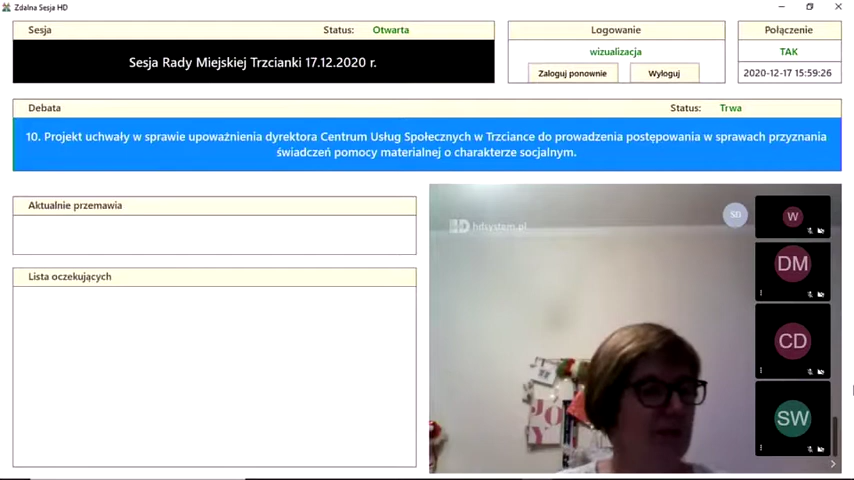 Zdalna Sesja HD
Sesja
Status: Otwarta
Sesja Rady Miejskiej Trzcianki 17.12.2020 r.
Logowanie
wizualizacja
Zaloguj ponownie
Wyloguj
Połączenie
TAK
2020-12-17 15:59:26
Debata
Status: Trwa
10. Projekt uchwały w sprawie upoważnienia dyrektora Centrum Usług Społecznych w Trzciance do prowadzenia postępowania w sprawach przyznania
świadczeń pomocy materialnej o charakterze socjalnym.
Aktualnie przemawia
Lista oczekujących
HD hdsystem.pl
SD
W
DM
CD
SW
JO
Y